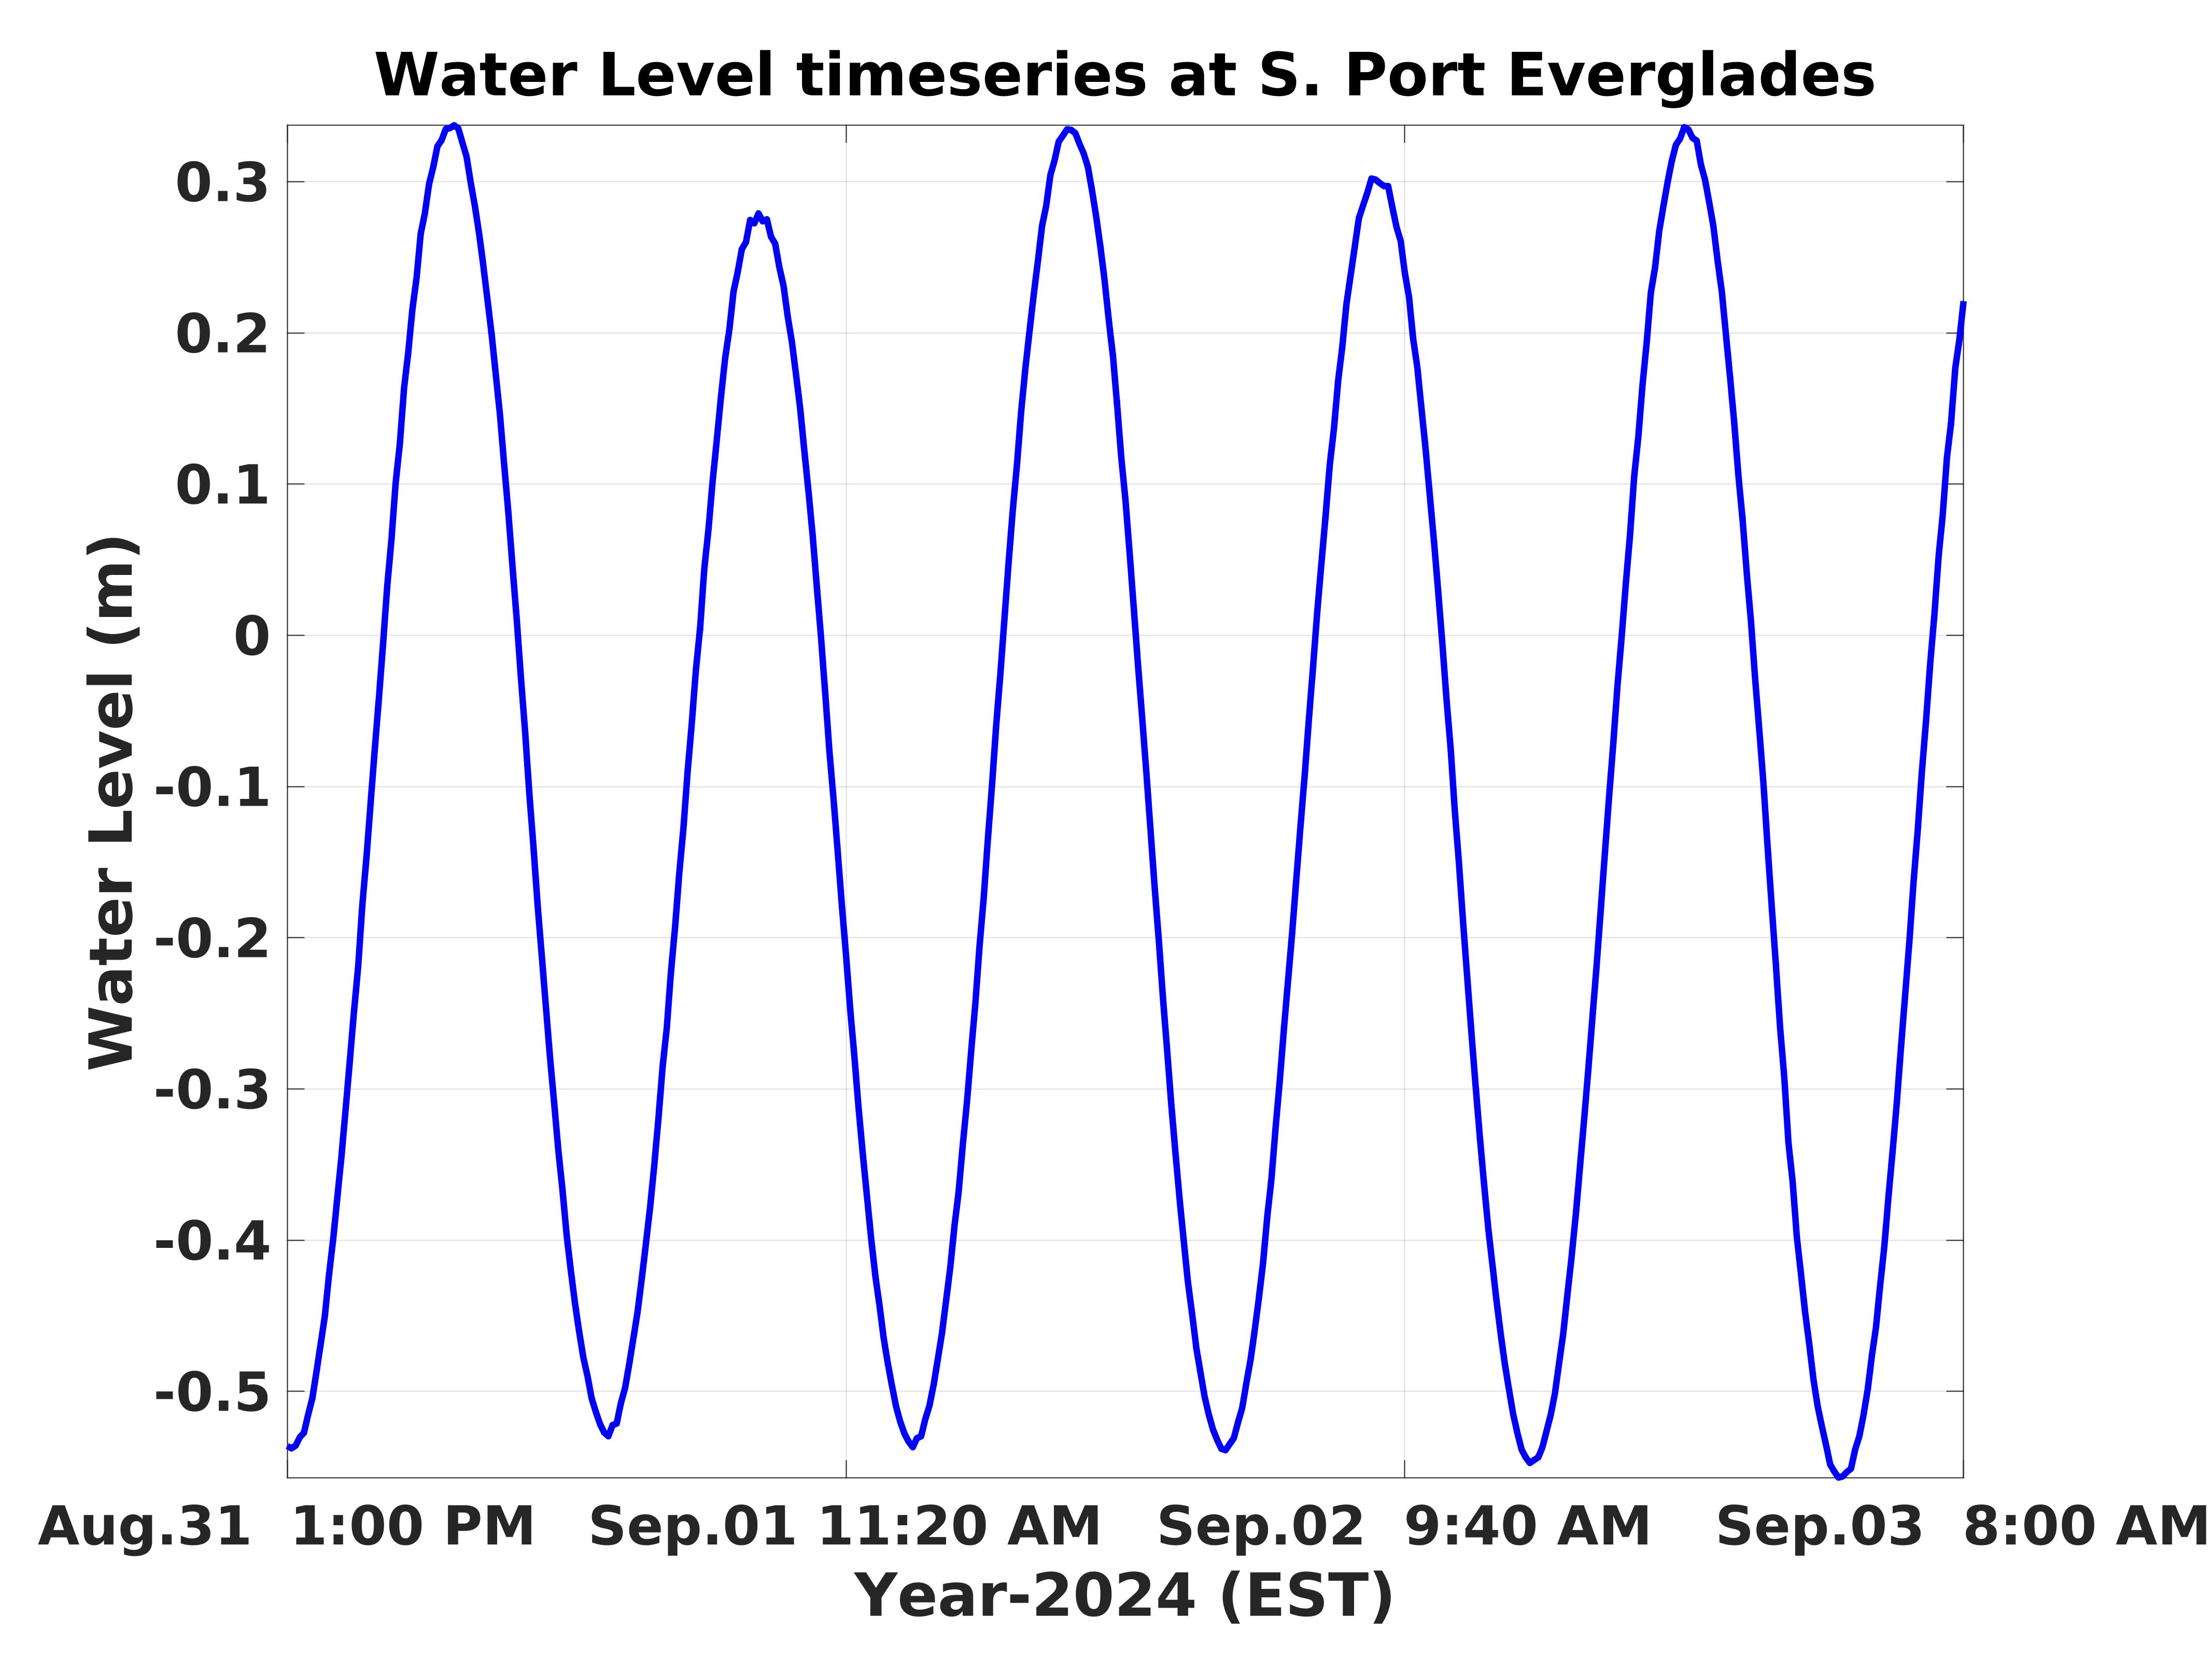 Water Level timeseries at S. Port Everglades
0.3
0.2
0.1
0
-0.1
-0.2
-0.3
-0.4
-0.5
Water Level (m)
Aug.31 1:00 PM Sep.01 11:20 AM Sep.02 9:40 AM Sep.03 8:00 AM
Year-2024 (EST)